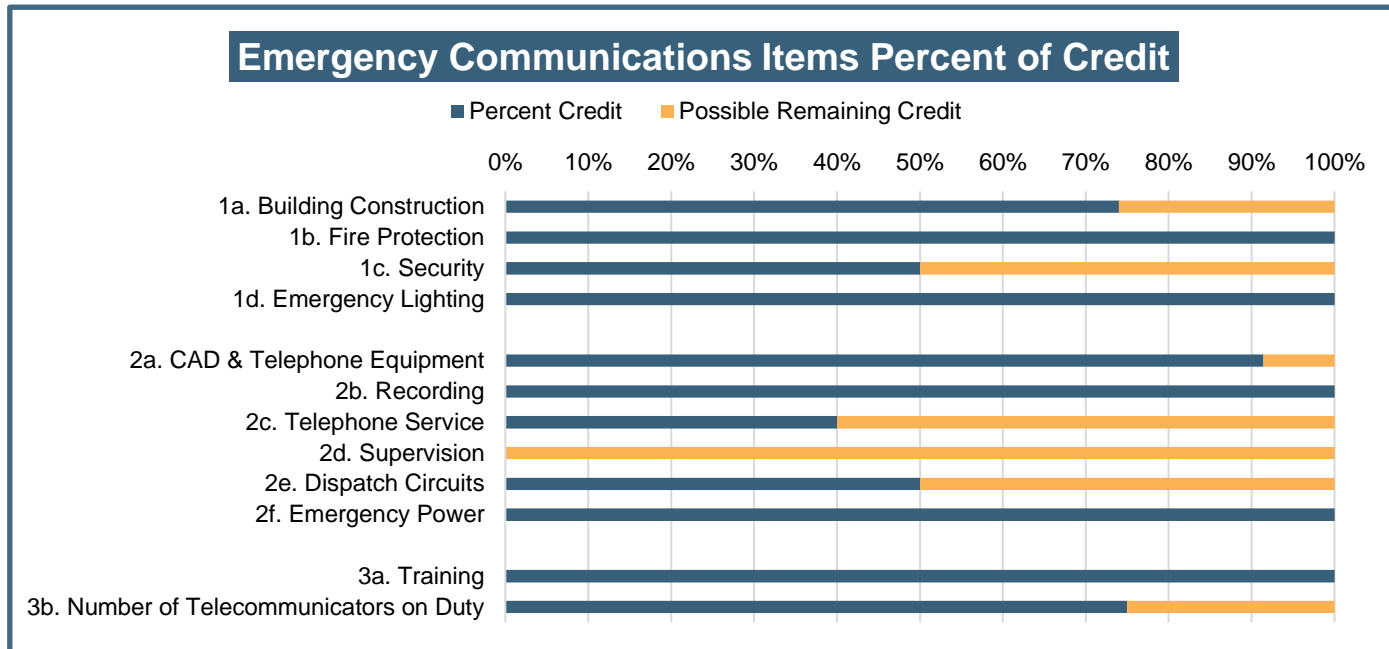 Emergency Communications Items Percent of Credit
Percent Credit Possible Remaining Credit
0% 10% 20% 30% 40% 50% 60% 70% 80% 90% 100%
1a. Building Construction
1b. Fire Protection
1c. Security
1d. Emergency Lighting
2a. CAD & Telephone Equipment
2b. Recording
2c. Telephone Service
2d. Supervision
2e. Dispatch Circuits
2f. Emergency Power
3a. Training
3b. Number of Telecommunicators on Duty